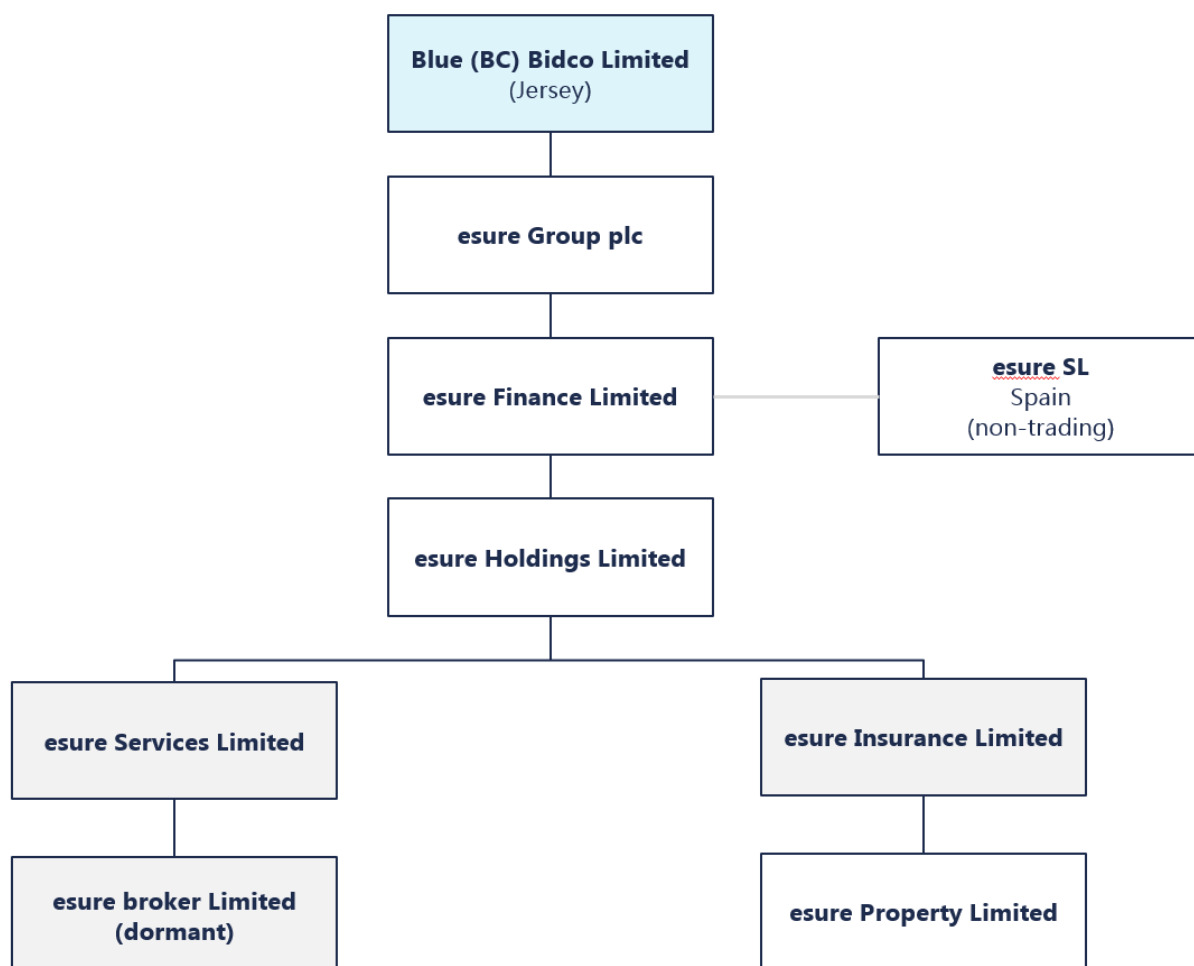 Blue (BC) Bidco Limited
(Jersey)
esure Group plc
esure Finance Limited
esure SL
Spain
(non-trading)
esure Holdings Limited
esure Services Limited
esure Insurance Limited
esure broker Limited
(dormant)
esure Property Limited